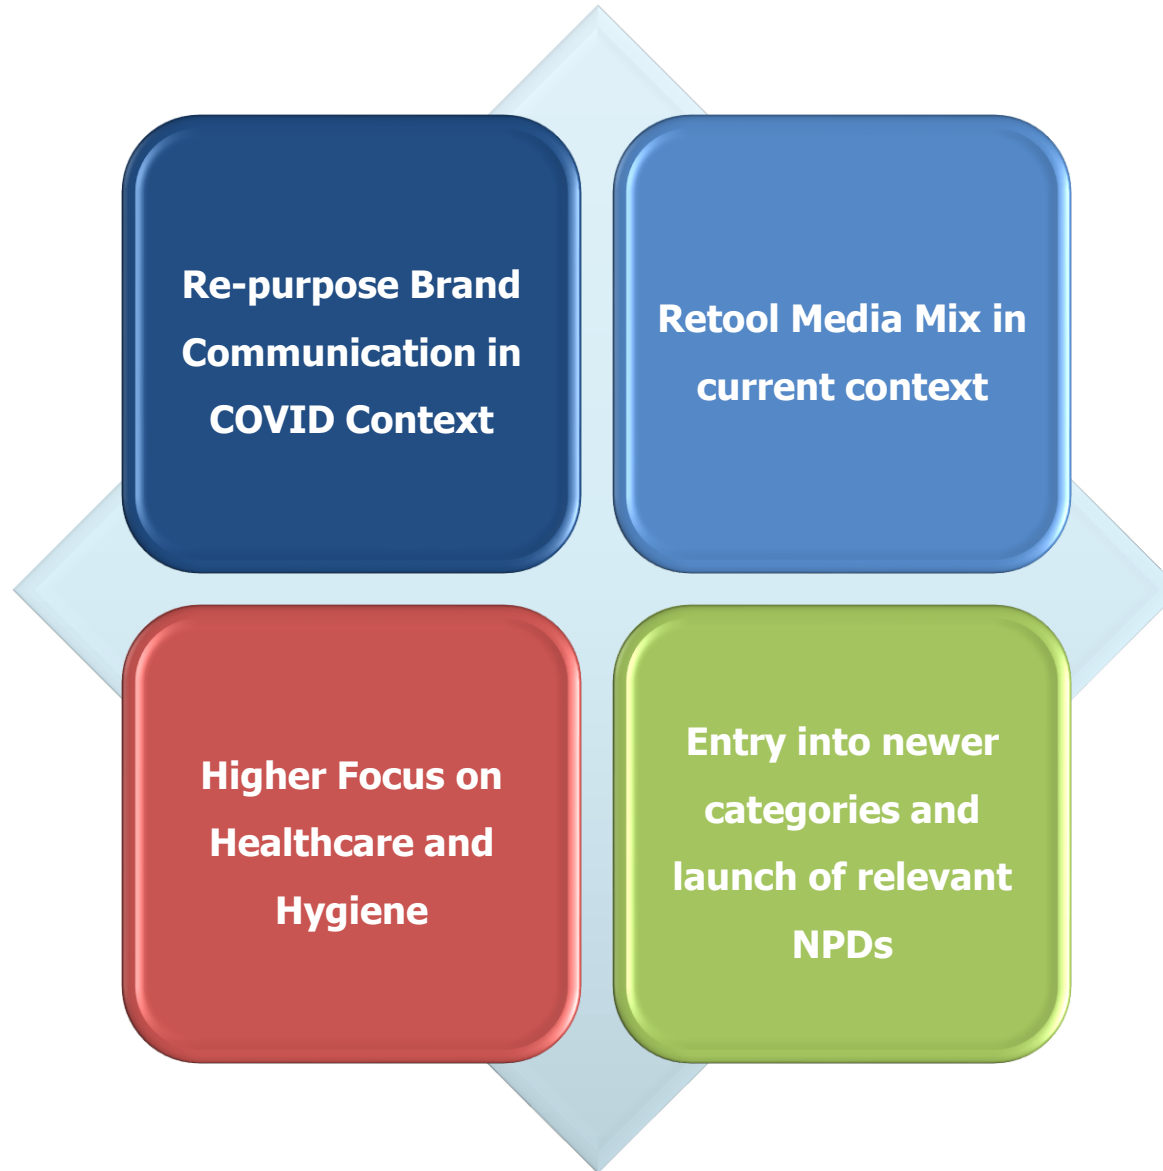 Re-purpose Brand
Communication in
COVID Context
Retool Media Mix in
current context
Higher Focus on
Healthcare and
Hygiene
Entry into newer
categories and
launch of relevant
NPDs